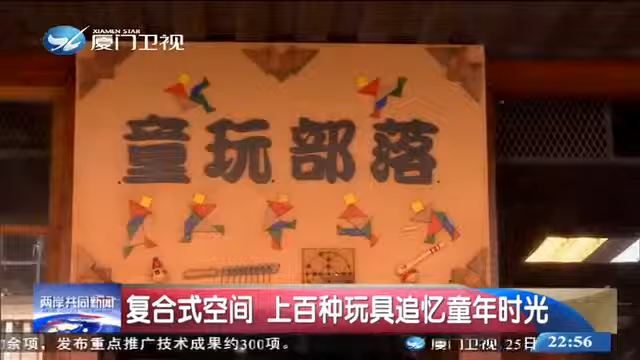 XIAMEN STAR
厦门卫视
童玩部落
两岸共同新闻
复合式空间 上百种玩具追忆童年时光
余项，发布重点推广技术成果约300项。
厦门卫视 .25日
22:56